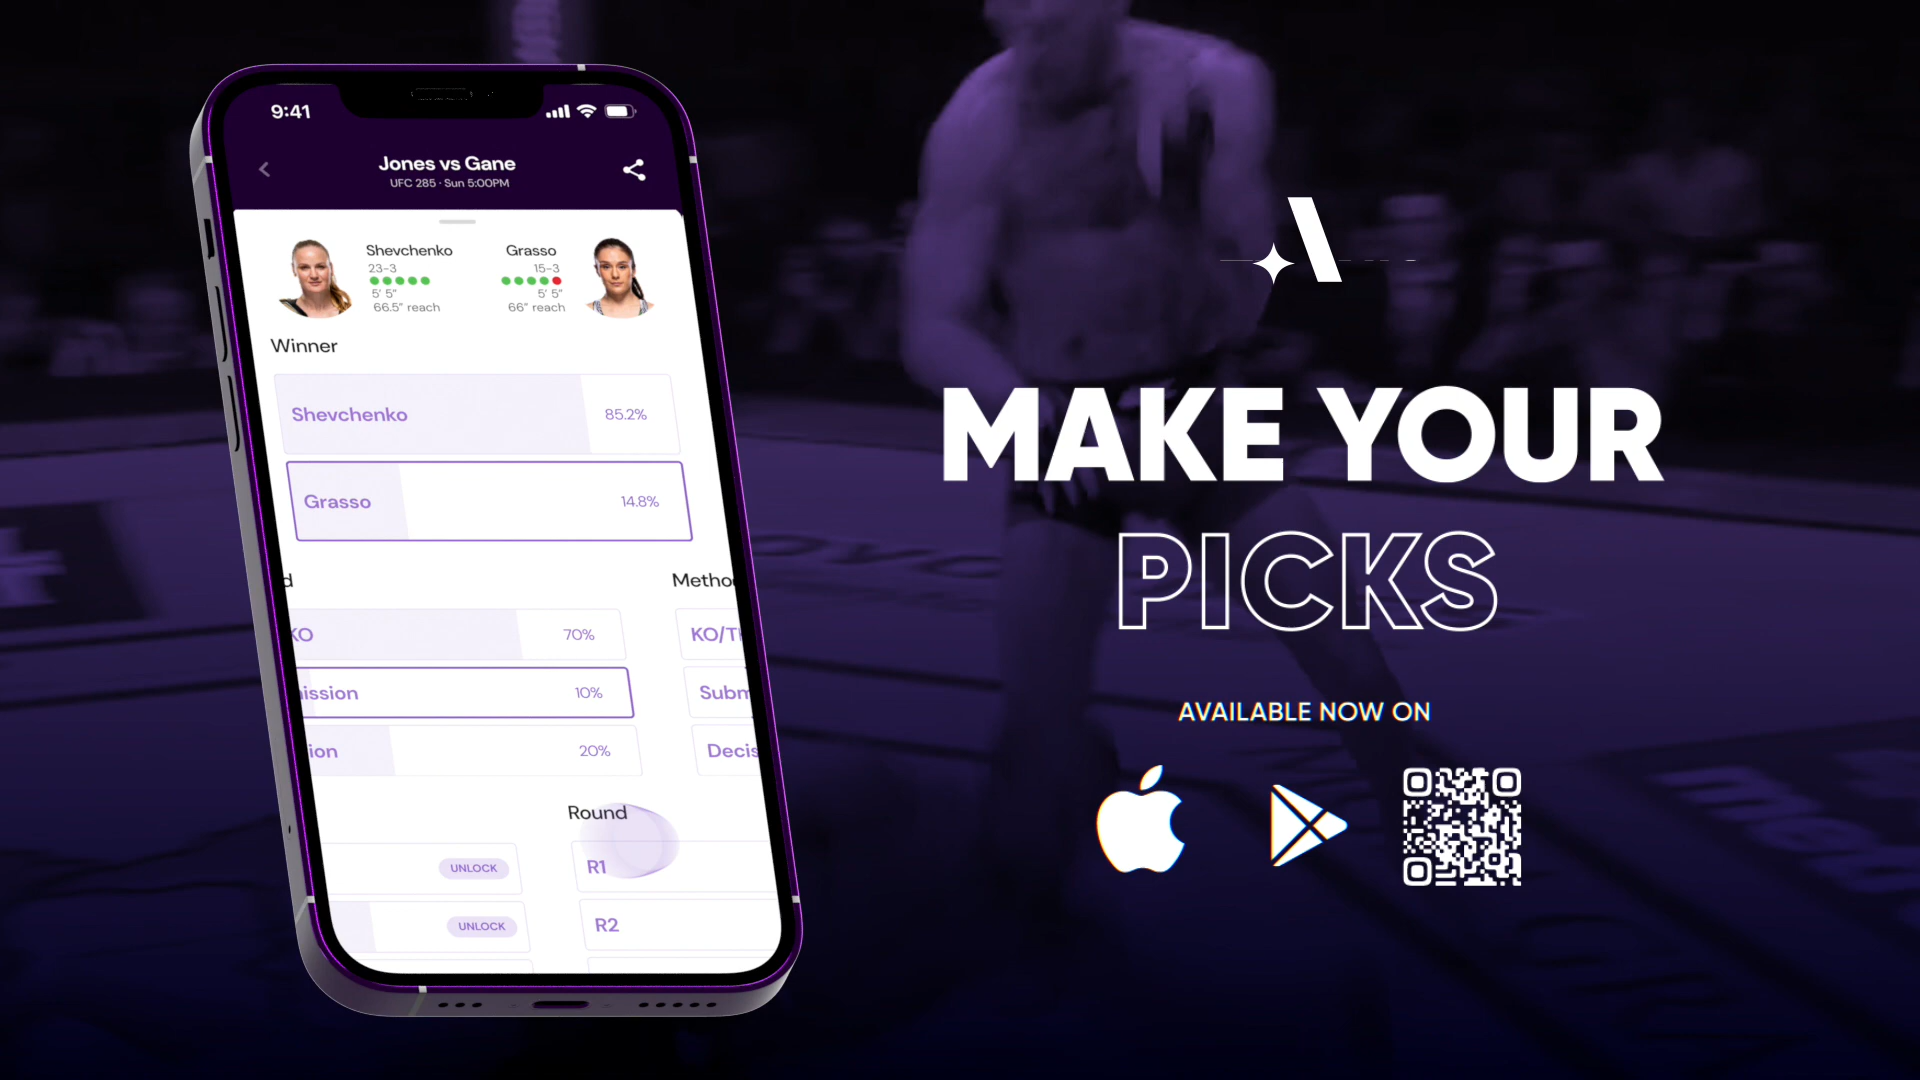 9:41
Jones vs Gane
UFC 285 · Sun 5:00PM
Shevchenko
23-3
5' 5"
66.5" reach
Grasso
15-3
5' 5"
66" reach
Winner
Shevchenko 85.2%
Grasso 14.8%
d
KO 70%
ission 10%
ion 20%
Metho
KO/T
Subm
Decis
UNLOCK
UNLOCK
Round
R1
R2
MAKE YOUR
PICKS
AVAILABLE NOW ON